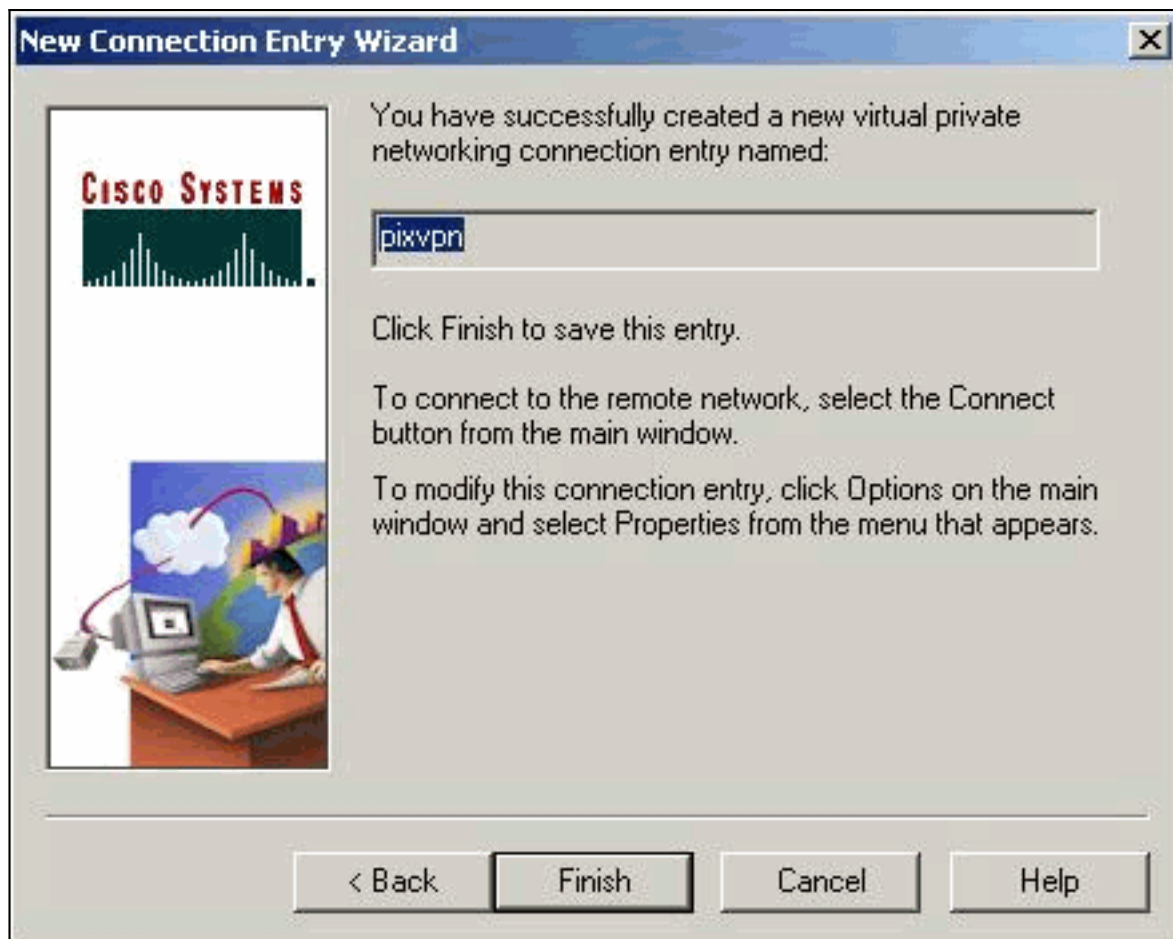 New Connection Entry Wizard
CISCO SYSTEMS
You have successfully created a new virtual private
networking connection entry named:
pixvpn
Click Finish to save this entry.
To connect to the remote network, select the Connect
button from the main window.
To modify this connection entry, click Options on the main
window and select Properties from the menu that appears.
< Back
Finish
Cancel
Help